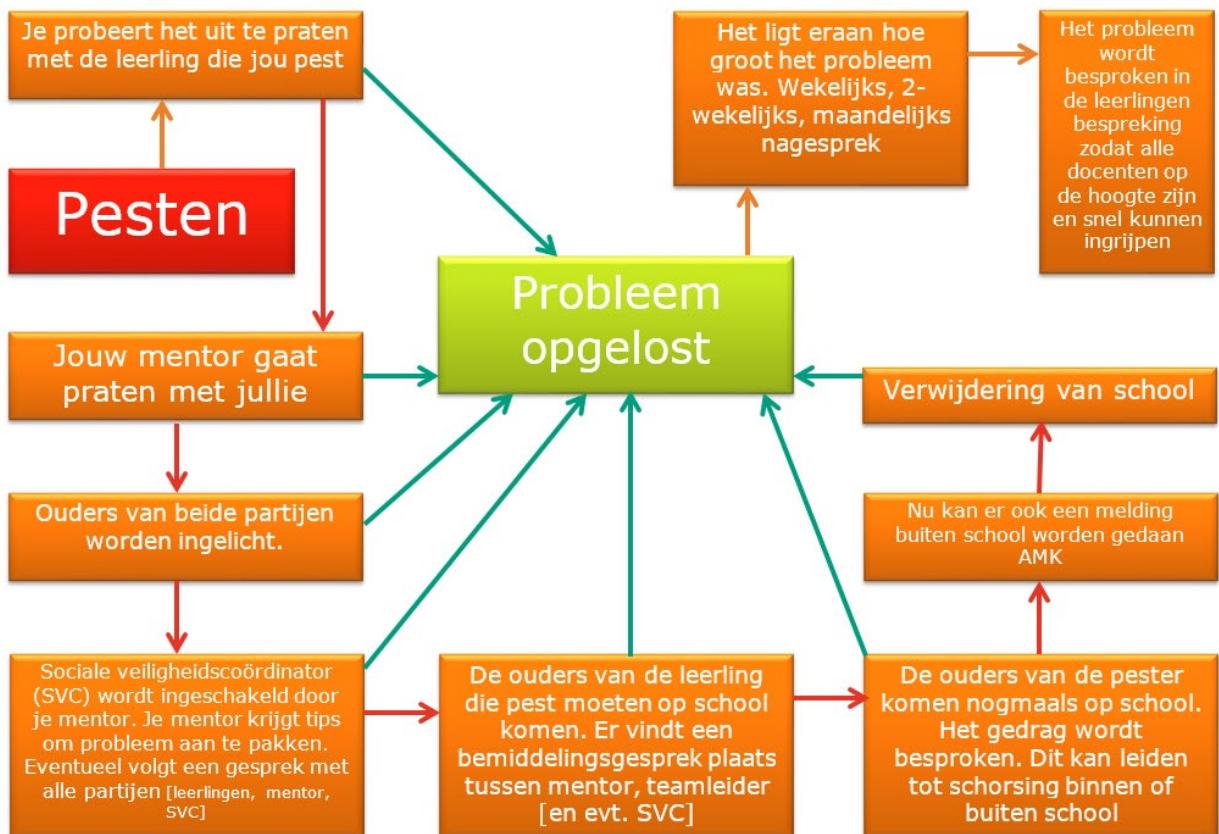 Je probeert het uit te praten
met de leerling die jou pest
Pesten
Het ligt eraan hoe
groot het probleem
was. Wekelijks, 2-
wekelijks, maandelijks
nagesprek
Het probleem
wordt
besproken in
de leerlingen
bespreking
zodat alle
docenten op
de hoogte zijn
en snel kunnen
ingrijpen
Probleem
opgelost
Jouw mentor gaat
praten met jullie
Verwijdering van school
Ouders van beide partijen
worden ingelicht.
Nu kan er ook een melding
buiten school worden gedaan
AMK
Sociale veiligheidscoördinator
(SVC) wordt ingeschakeld door
je mentor. Je mentor krijgt tips
om probleem aan te pakken.
Eventueel volgt een gesprek met
alle partijen [leerlingen, mentor,
SVC]
De ouders van de leerling
die pest moeten op school
komen. Er vindt een
bemiddelingsgesprek plaats
tussen mentor, teamleider
[en evt. SVC]
De ouders van de pester
komen nogmaals op school.
Het gedrag wordt
besproken. Dit kan leiden
tot schorsing binnen of
buiten school